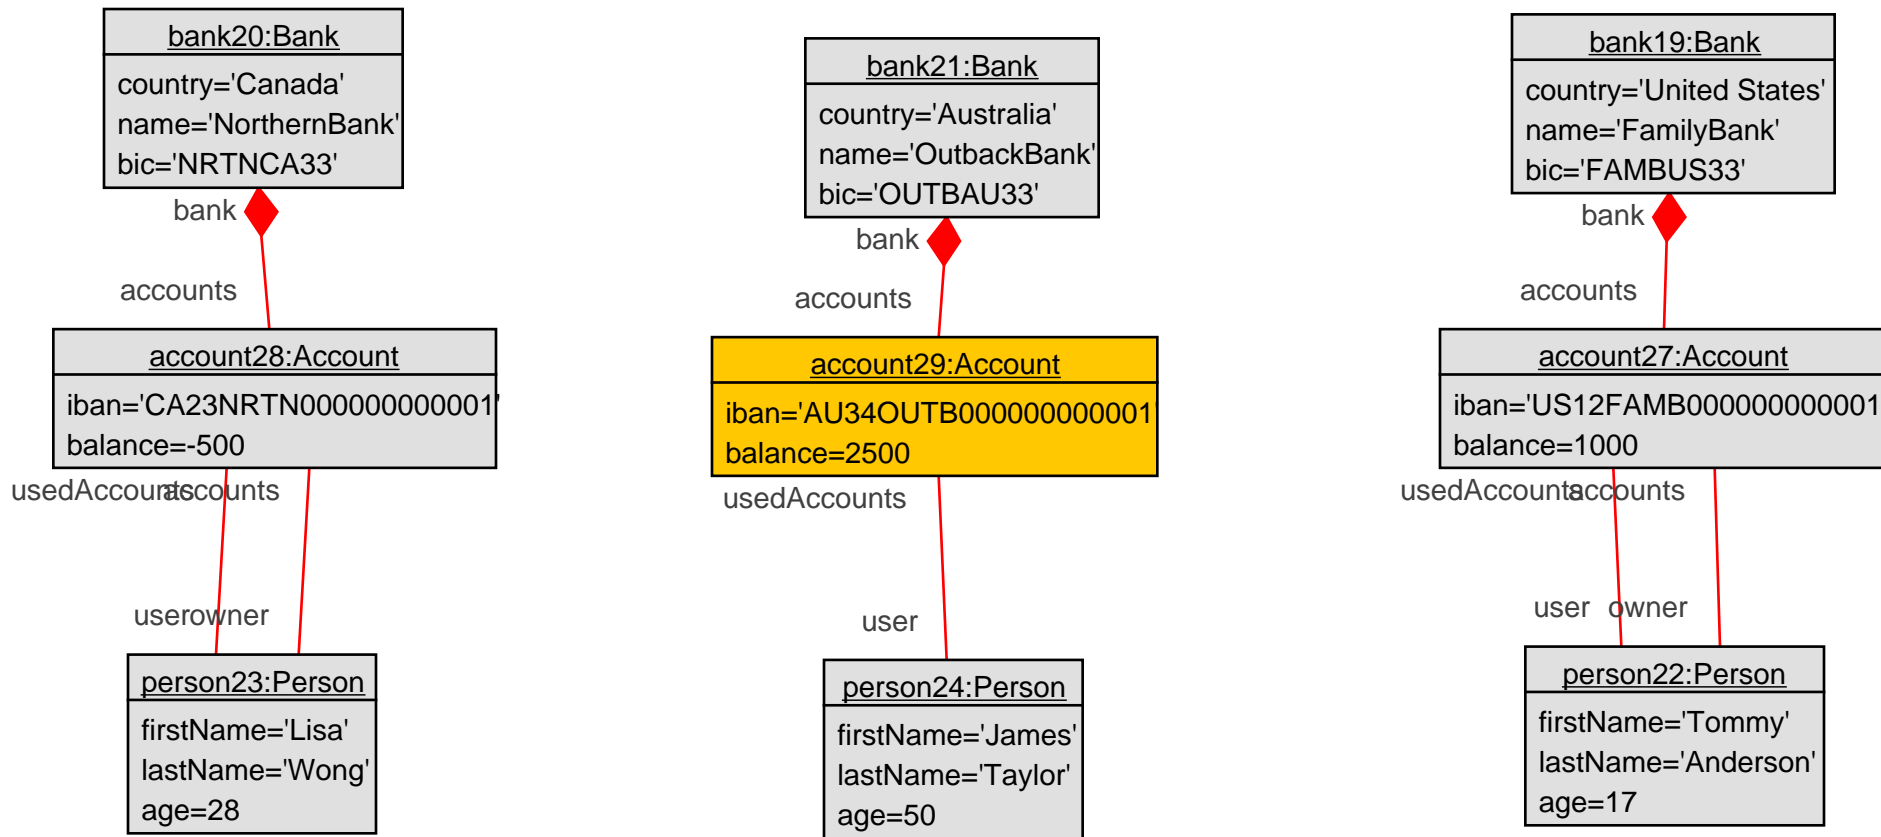 bank20:Bank
country='Canada'
name='NorthernBank'
bic='NRTNCA33'
bank
accounts
account28:Account
iban='CA23NRTN000000000001'
balance=-500
usedAccounts
accounts
user
owner
person23:Person
firstName='Lisa'
lastName='Wong'
age=28
bank21:Bank
country='Australia'
name='OutbackBank'
bic='OUTBAU33'
bank
accounts
account29:Account
iban='AU34OUTB000000000001'
balance=2500
usedAccounts
user
person24:Person
firstName='James'
lastName='Taylor'
age=50
bank19:Bank
country='United States'
name='FamilyBank'
bic='FAMBUS33'
bank
accounts
account27:Account
iban='US12FAMB000000000001
balance=1000
usedAccounts
accounts
user
owner
person22:Person
firstName='Tommy'
lastName='Anderson'
age=17